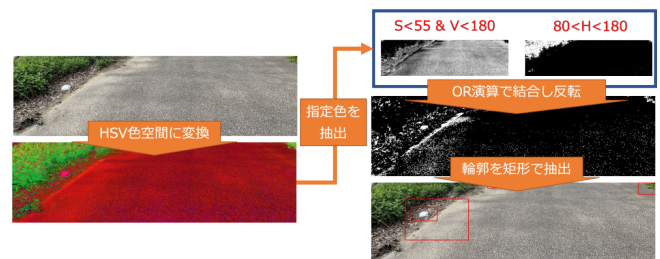 S<55 & V<180
80<H<180
HSV色空間に変換
指定色を
抽出
OR演算で結合し反転
輪郭を矩形で抽出